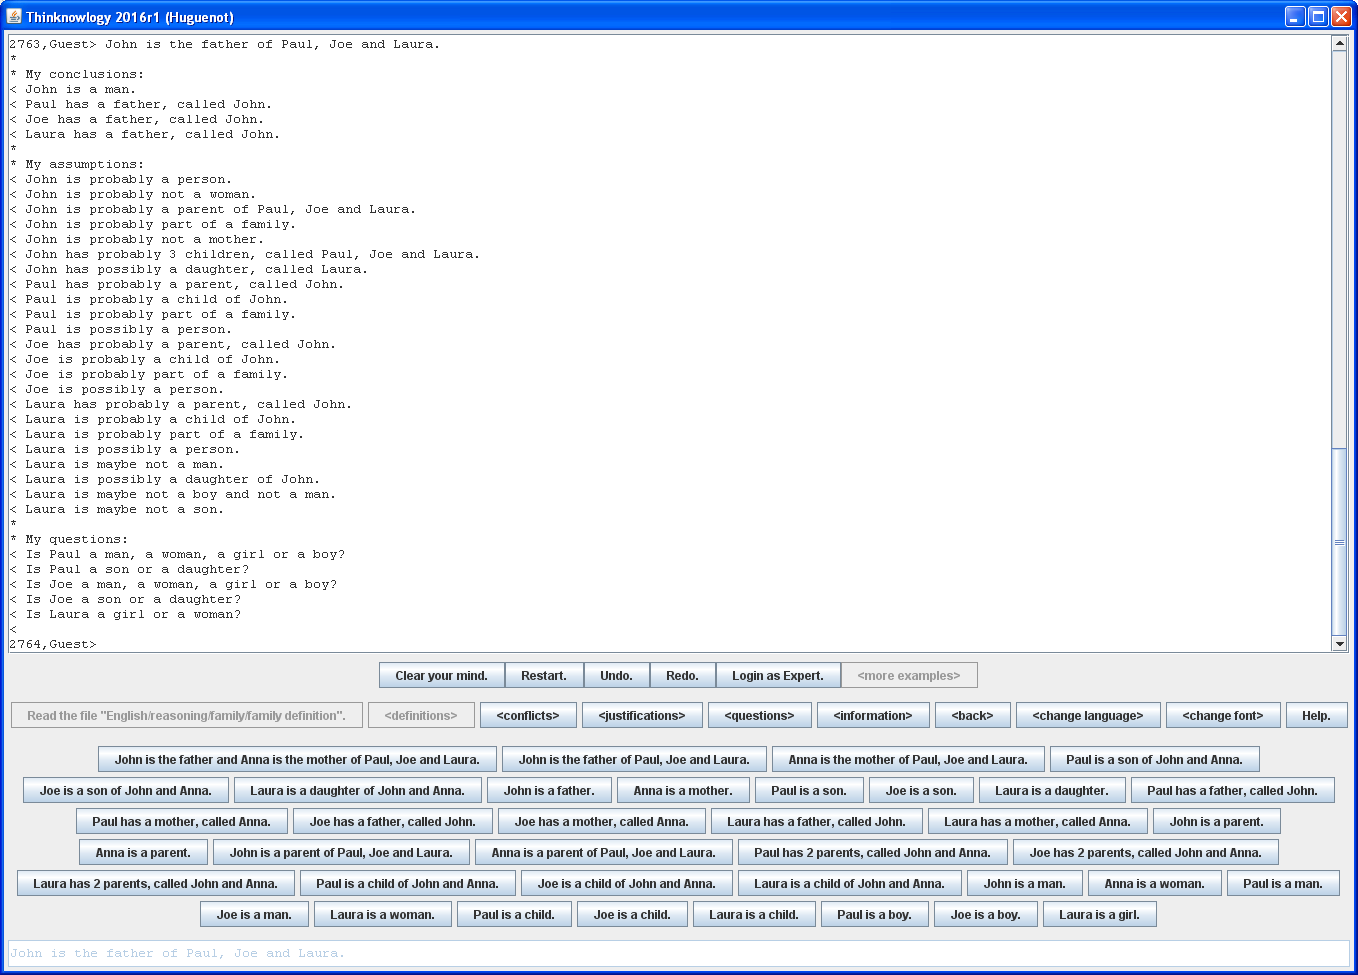 Thinknowlogy 2016r1 (Huguenot)
2763,Guest> John is the father of Paul, Joe and Laura.
*
* My conclusions:
< John is a man.
< Paul has a father, called John.
< Joe has a father, called John.
< Laura has a father, called John.
*
* My assumptions:
< John is probably a person.
< John is probably not a woman.
< John is probably a parent of Paul, Joe and Laura.
< John is probably part of a family.
< John is probably not a mother.
< John has probably 3 children, called Paul, Joe and Laura.
< John has possibly a daughter, called Laura.
< Paul has probably a parent, called John.
< Paul is probably a child of John.
< Paul is probably part of a family.
< Paul is possibly a person.
< Joe has probably a parent, called John.
< Joe is probably a child of John.
< Joe is probably part of a family.
< Joe is possibly a person.
< Laura has probably a parent, called John.
< Laura is probably a child of John.
< Laura is probably part of a family.
< Laura is possibly a person.
< Laura is maybe not a man.
< Laura is possibly a daughter of John.
< Laura is maybe not a boy and not a man.
< Laura is maybe not a son.
*
* My questions:
< Is Paul a man, a woman, a girl or a boy?
< Is Paul a son or a daughter?
< Is Joe a man, a woman, a girl or a boy?
< Is Joe a son or a daughter?
< Is Laura a girl or a woman?
<
2764,Guest>
Clear your mind. Restart. Undo. Redo. Login as Expert. <more examples>
Read the file "English/reasoning/family/family definition". <definitions> <conflicts> <justifications> <questions> <information> <back> <change language> <change font> Help.
John is the father and Anna is the mother of Paul, Joe and Laura. John is the father of Paul, Joe and Laura. Anna is the mother of Paul, Joe and Laura. Paul is a son of John and Anna.
Joe is a son of John and Anna. Laura is a daughter of John and Anna. John is a father. Anna is a mother. Paul is a son. Joe is a son. Laura is a daughter. Paul has a father, called John.
Paul has a mother, called Anna. Joe has a father, called John. Joe has a mother, called Anna. Laura has a father, called John. Laura has a mother, called Anna. John is a parent.
Anna is a parent. John is a parent of Paul, Joe and Laura. Anna is a parent of Paul, Joe and Laura. Paul has 2 parents, called John and Anna. Joe has 2 parents, called John and Anna.
Laura has 2 parents, called John and Anna. Paul is a child of John and Anna. Joe is a child of John and Anna. Laura is a child of John and Anna. John is a man. Anna is a woman. Paul is a man.
Joe is a man. Laura is a woman. Paul is a child. Joe is a child. Laura is a child. Paul is a boy. Joe is a boy. Laura is a girl.
John is the father of Paul, Joe and Laura.